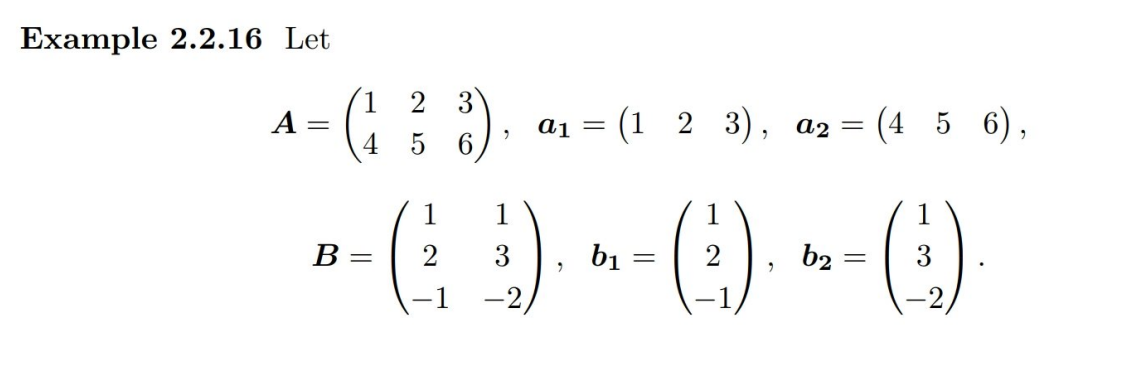 Example 2.2.16 Let
A = (1 2 3
4 5 6), a₁ = (1 2 3), a₂ = (4 5 6),
B = (1 1
2 3
−1 −2), b₁ = (1
2
−1), b₂ = (1
3
−2).